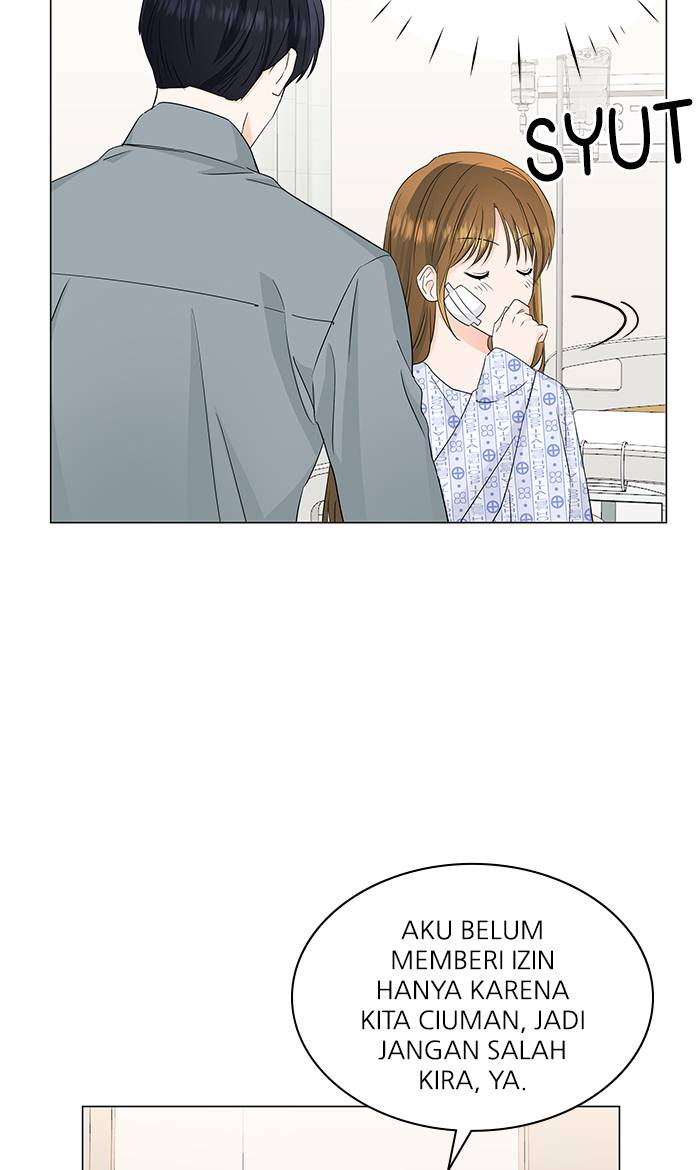 SYUT
AKU BELUM
MEMBERI IZIN
HANYA KARENA
KITA CIUMAN, JADI
JANGAN SALAH
KIRA, YA.